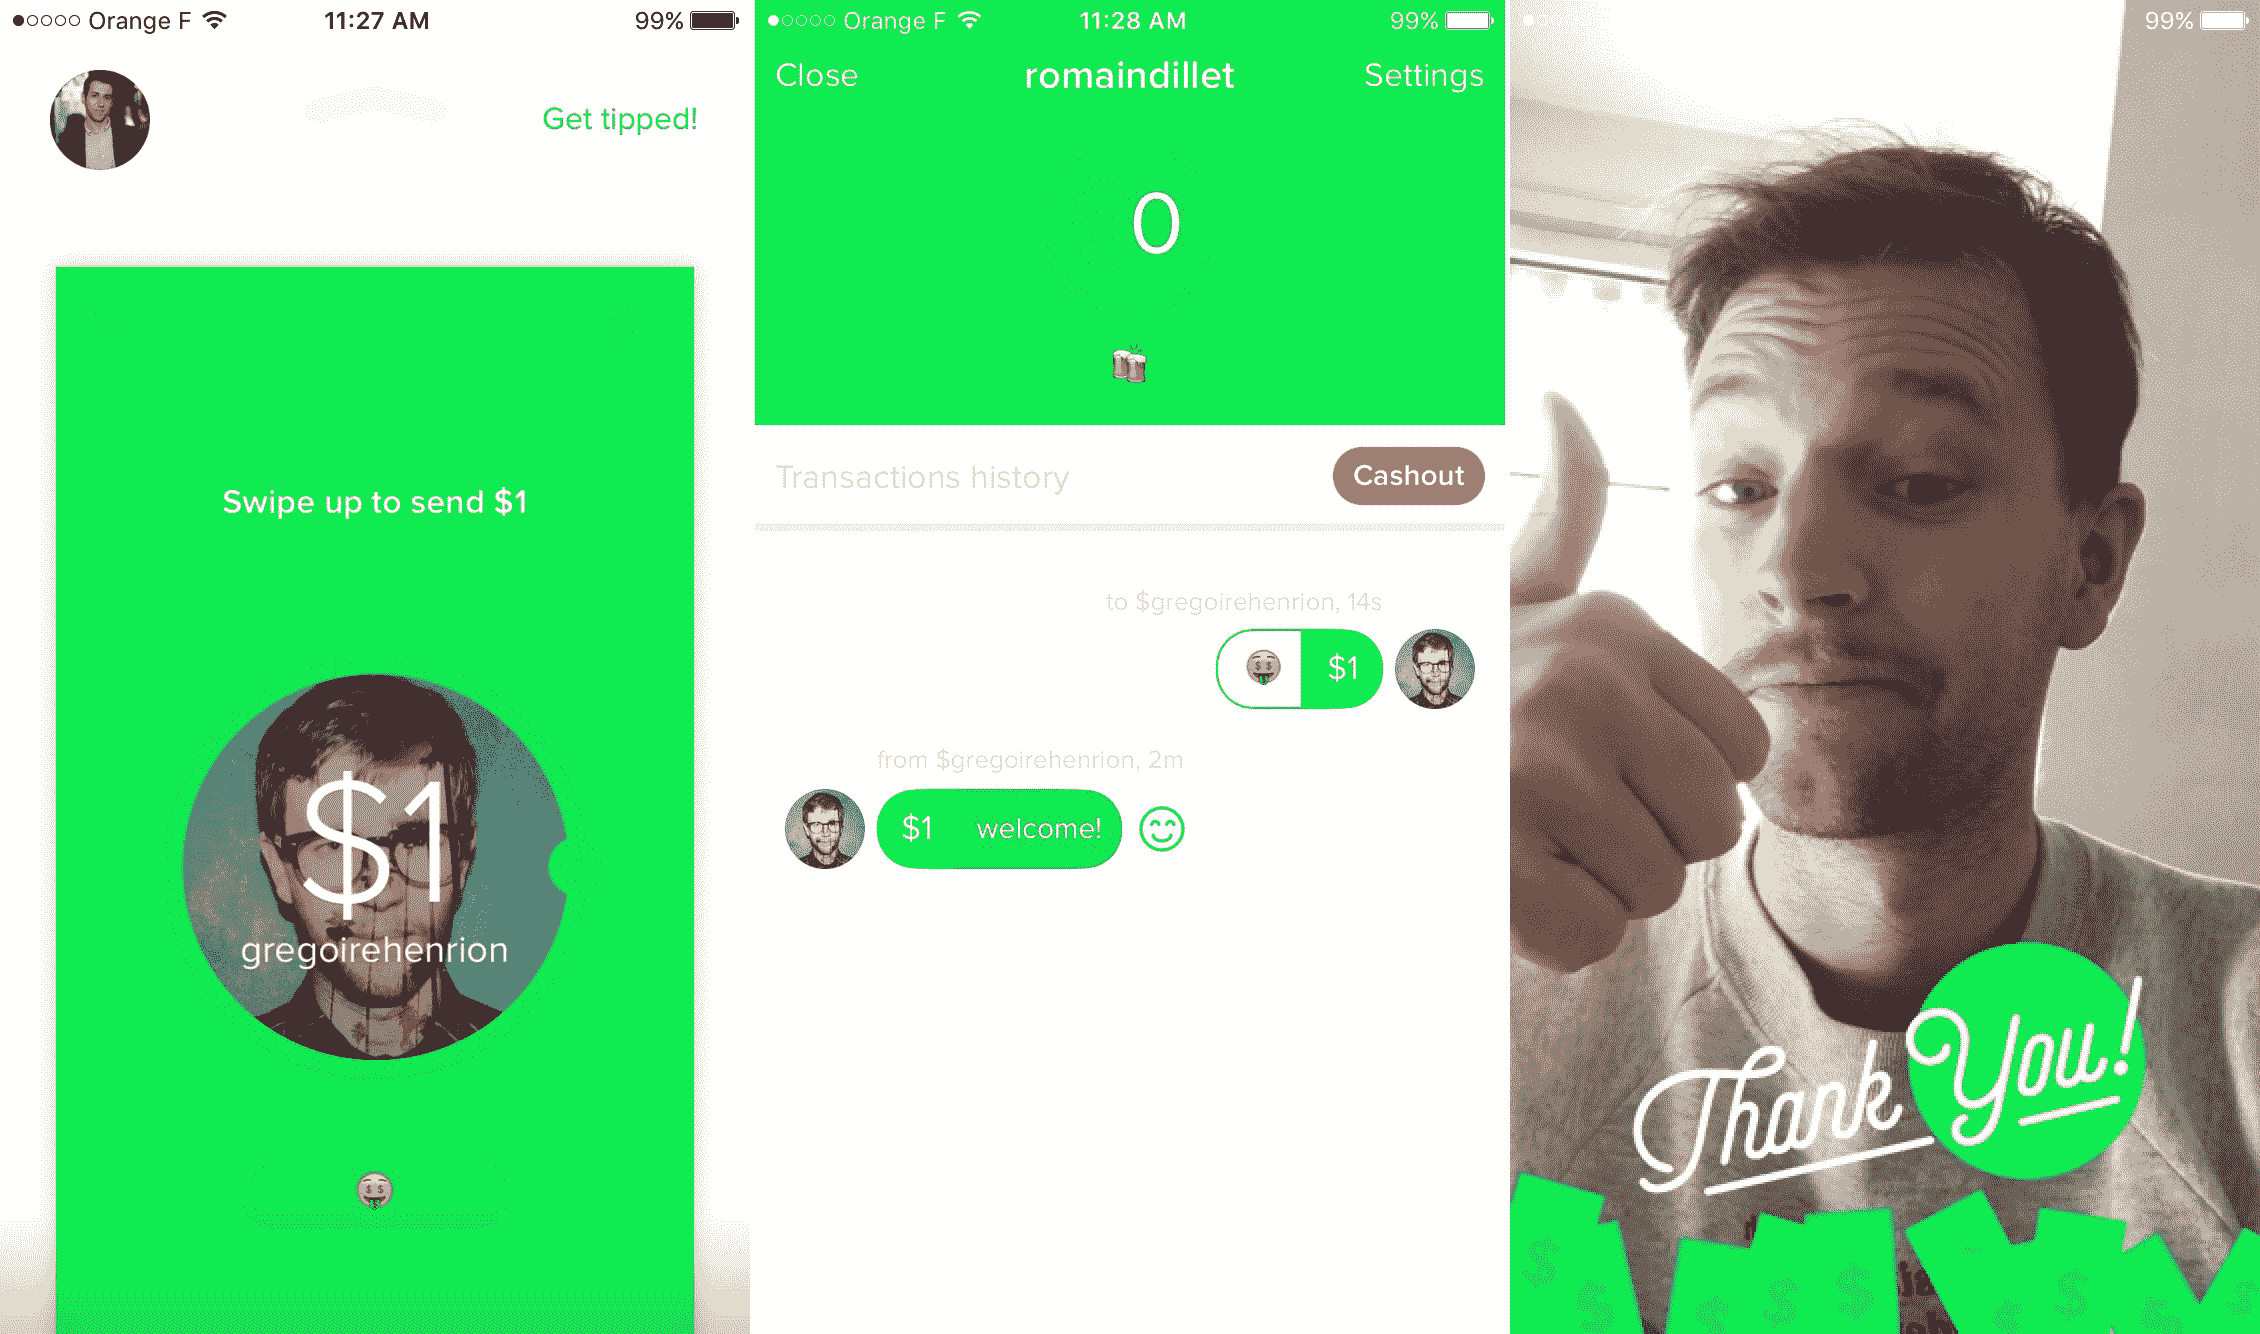 Orange F 11:27 AM 99%
Get tipped!
Swipe up to send $1
$1
gregoirehenrion
Orange F 11:28 AM 99%
Close romaindillet Settings
0
Transactions history Cashout
to $gregoirehenrion, 14s
$1
from $gregoirehenrion, 2m
$1 welcome!
99%
Thank You!
$ $ $ $ $ $ $ $ $